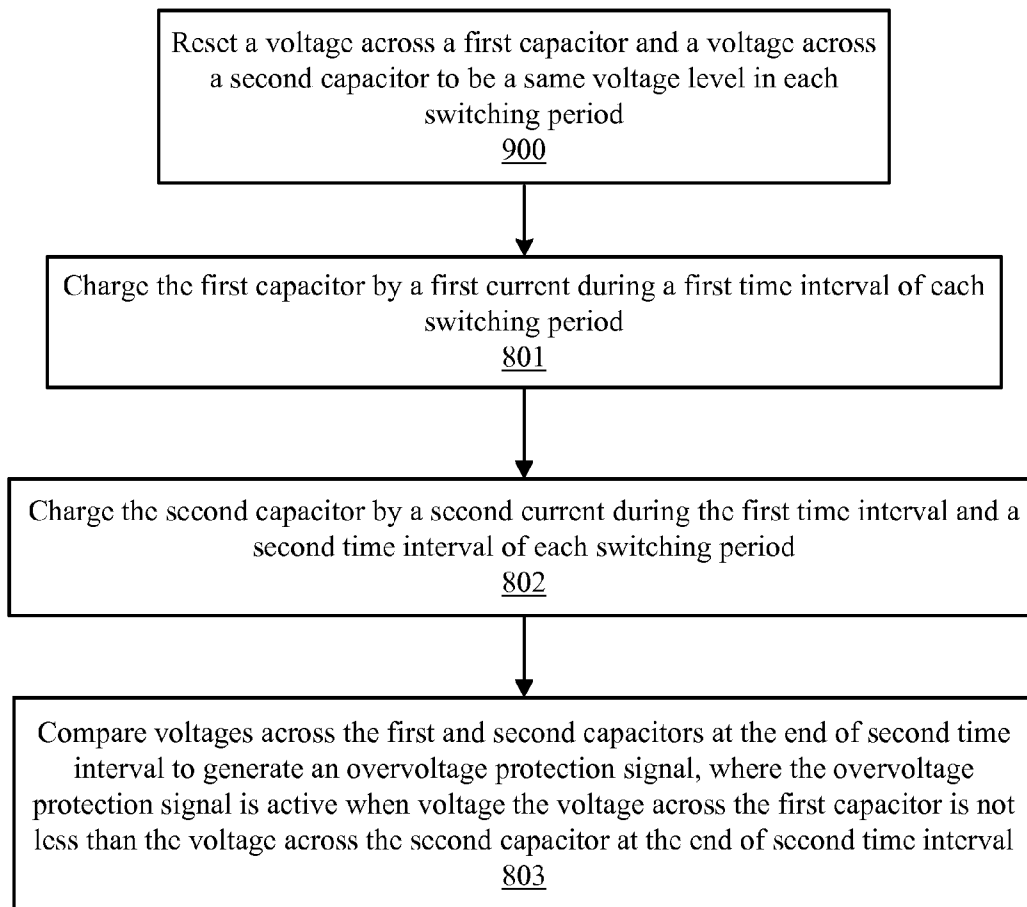 Reset a voltage across a first capacitor and a voltage across
a second capacitor to be a same voltage level in each
switching period
900
Charge the first capacitor by a first current during a first time interval of each
switching period
801
Charge the second capacitor by a second current during the first time interval and a
second time interval of each switching period
802
Compare voltages across the first and second capacitors at the end of second time
interval to generate an overvoltage protection signal, where the overvoltage
protection signal is active when voltage the voltage across the first capacitor is not
less than the voltage across the second capacitor at the end of second time interval
803